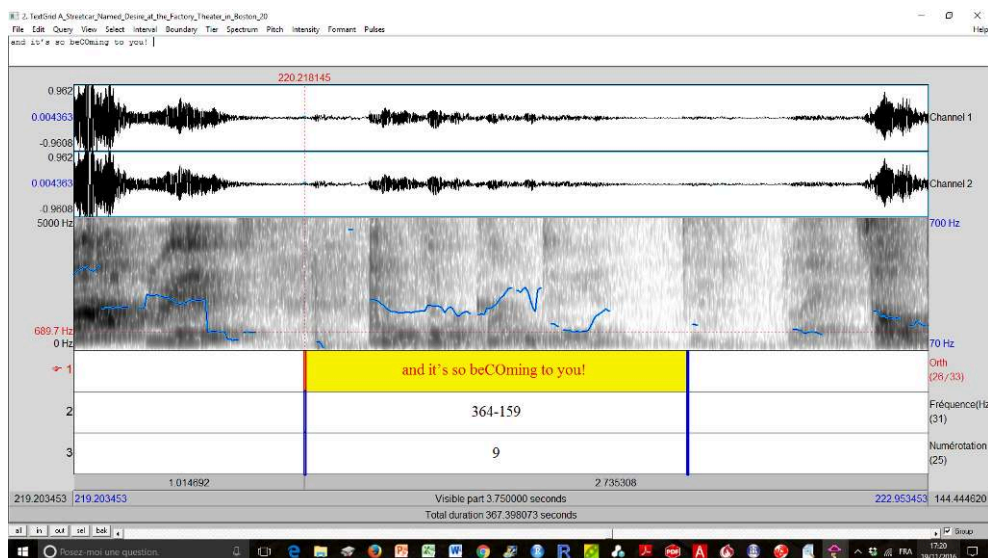 2. TextGrid A_Streetcar_Named_Desire_at_the_Factory_Theater_in_Boston_20
File Edit Query View Select Interval Boundary Tier Spectrum Pitch Intensity Formant Pulses Help
and it's so beCOming to you!
220.218145
0.962
0.004363
-0.9608
Channel 1
0.962
0.004363
-0.9608
Channel 2
5000 Hz
700 Hz
689.7 Hz
0 Hz
70 Hz
1
and it's so beCOming to you!
Orth
(26/33)
2
364-159
Fréquence(Hz
(31)
3
9
Numérotation
(25)
1.014692 2.735308
219.203453 219.203453 Visible part 3.750000 seconds 222.953453 144.444620
Total duration 367.398073 seconds
all in out sel bak Group
Posez-moi une question. FRA 17:20
19/11/2016